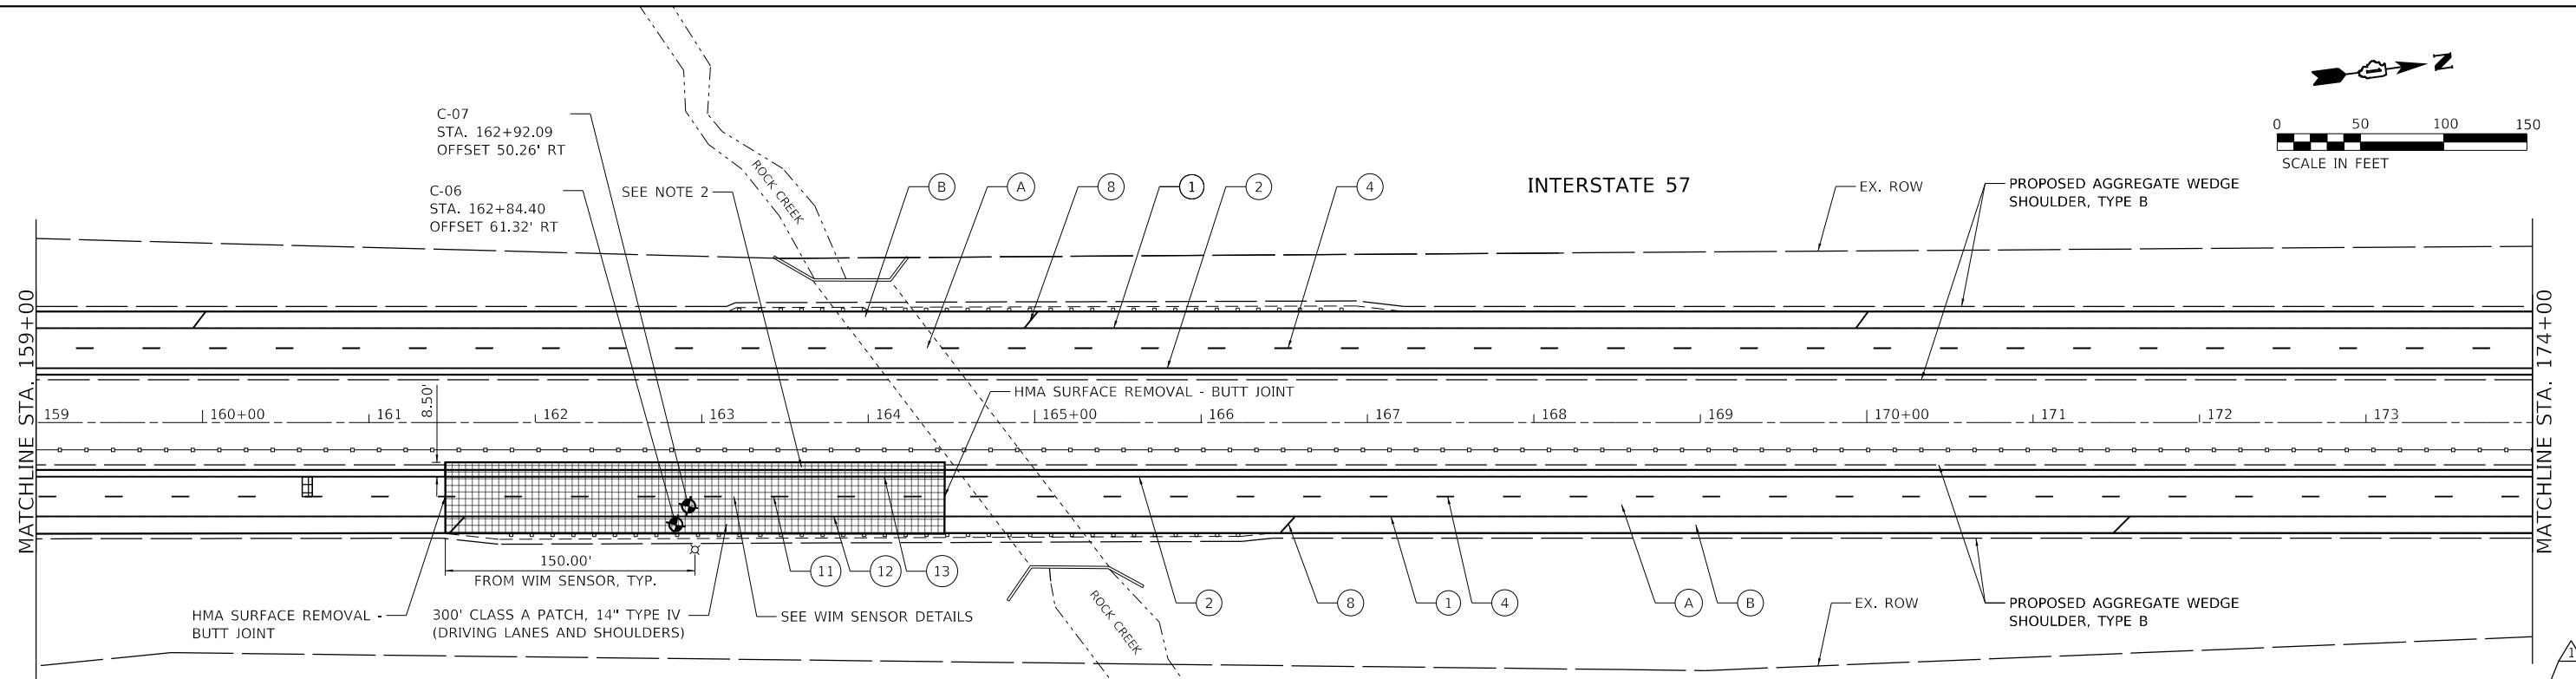 N
0 50 100 150
SCALE IN FEET
C-07
STA. 162+92.09
OFFSET 50.26' RT
C-06
STA. 162+84.40
OFFSET 61.32' RT
SEE NOTE 2
ROCK CREEK
B A 8 1 2 4
INTERSTATE 57
EX. ROW
PROPOSED AGGREGATE WEDGE
SHOULDER, TYPE B
MATCHLINE STA. 159+00
MATCHLINE STA. 174+00
HMA SURFACE REMOVAL - BUTT JOINT
8.50'
159 160+00 161 162 163 164 165+00 166 167 168 169 170+00 171 172 173
150.00'
FROM WIM SENSOR, TYP.
11 12 13
HMA SURFACE REMOVAL -
BUTT JOINT
300' CLASS A PATCH, 14" TYPE IV
(DRIVING LANES AND SHOULDERS)
SEE WIM SENSOR DETAILS
ROCK CREEK
2 8 1 4 A B
EX. ROW
PROPOSED AGGREGATE WEDGE
SHOULDER, TYPE B
1